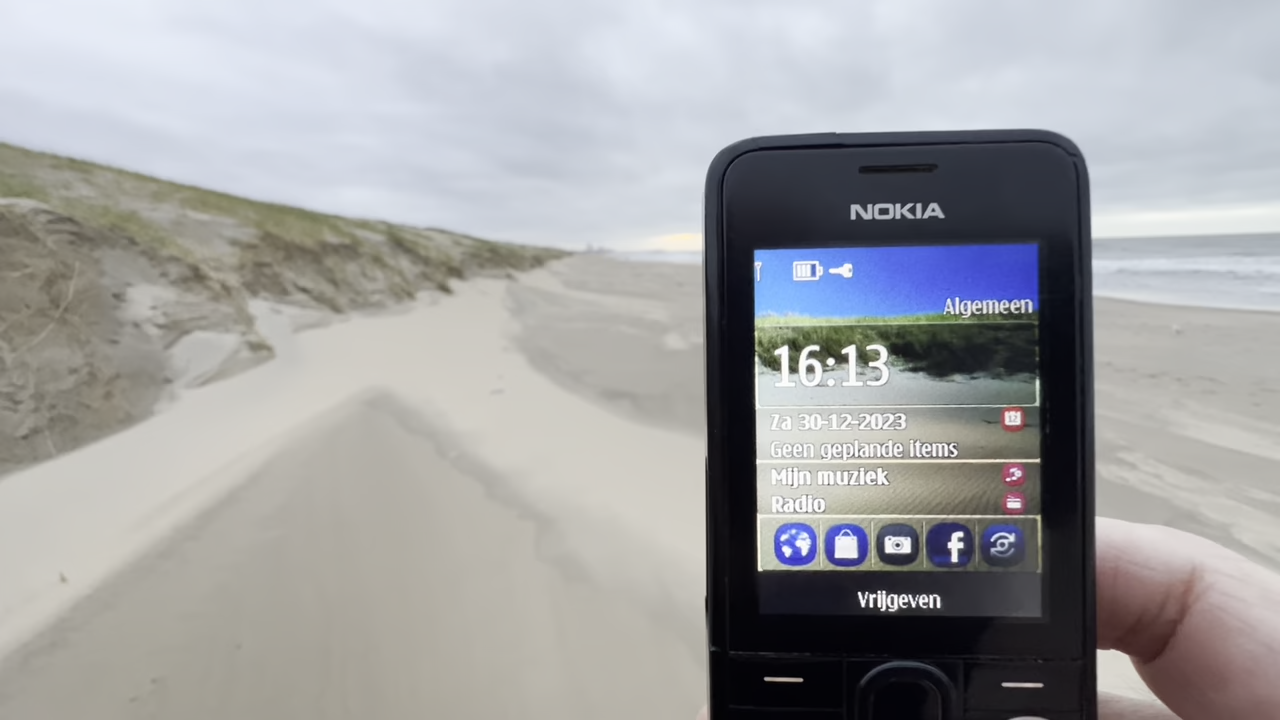 NOKIA
Algemeen
16:13
Za 30-12-2023
Geen geplande items
Mijn muziek
Radio
Vrijgeven